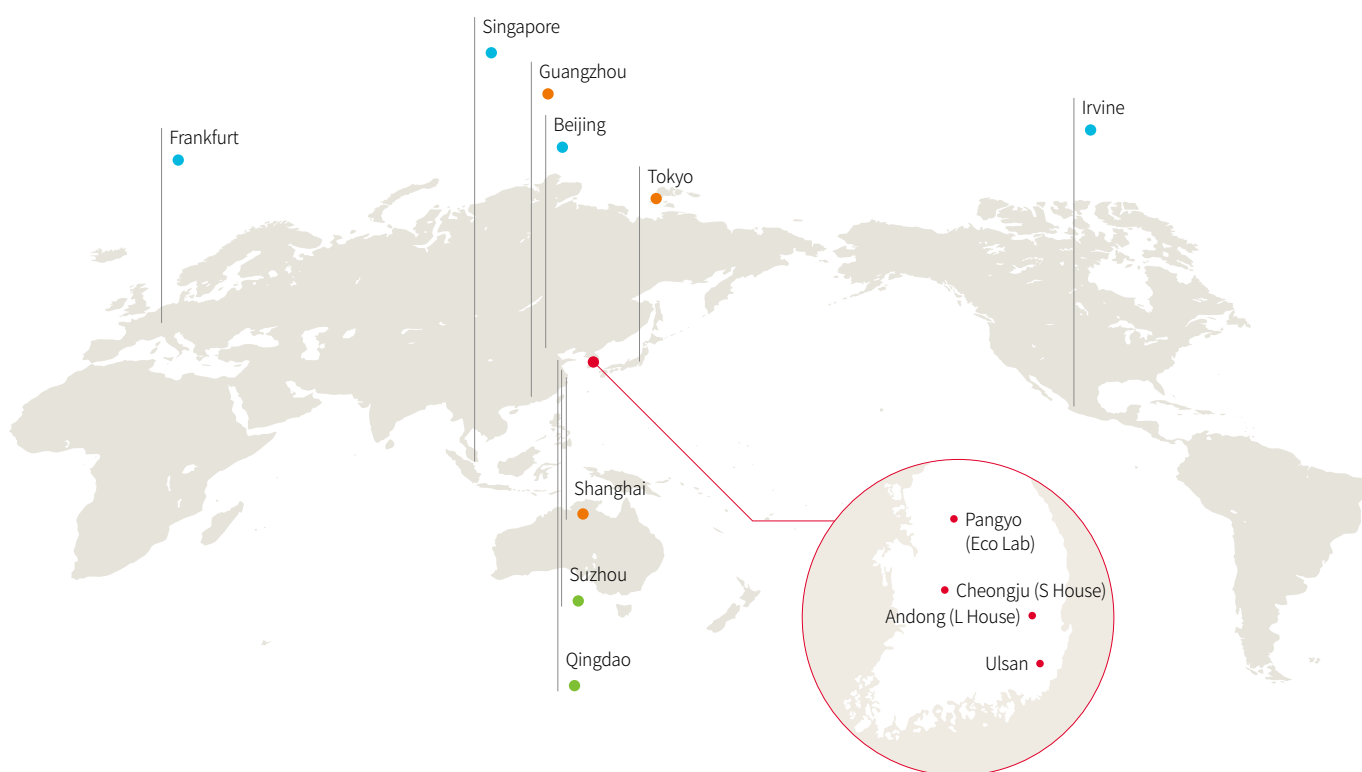 Singapore
Guangzhou
Irvine
Beijing
Frankfurt
Tokyo
Shanghai
Pangyo
(Eco Lab)
Suzhou
Cheongju (S House)
Andong (L House)
Qingdao
Ulsan